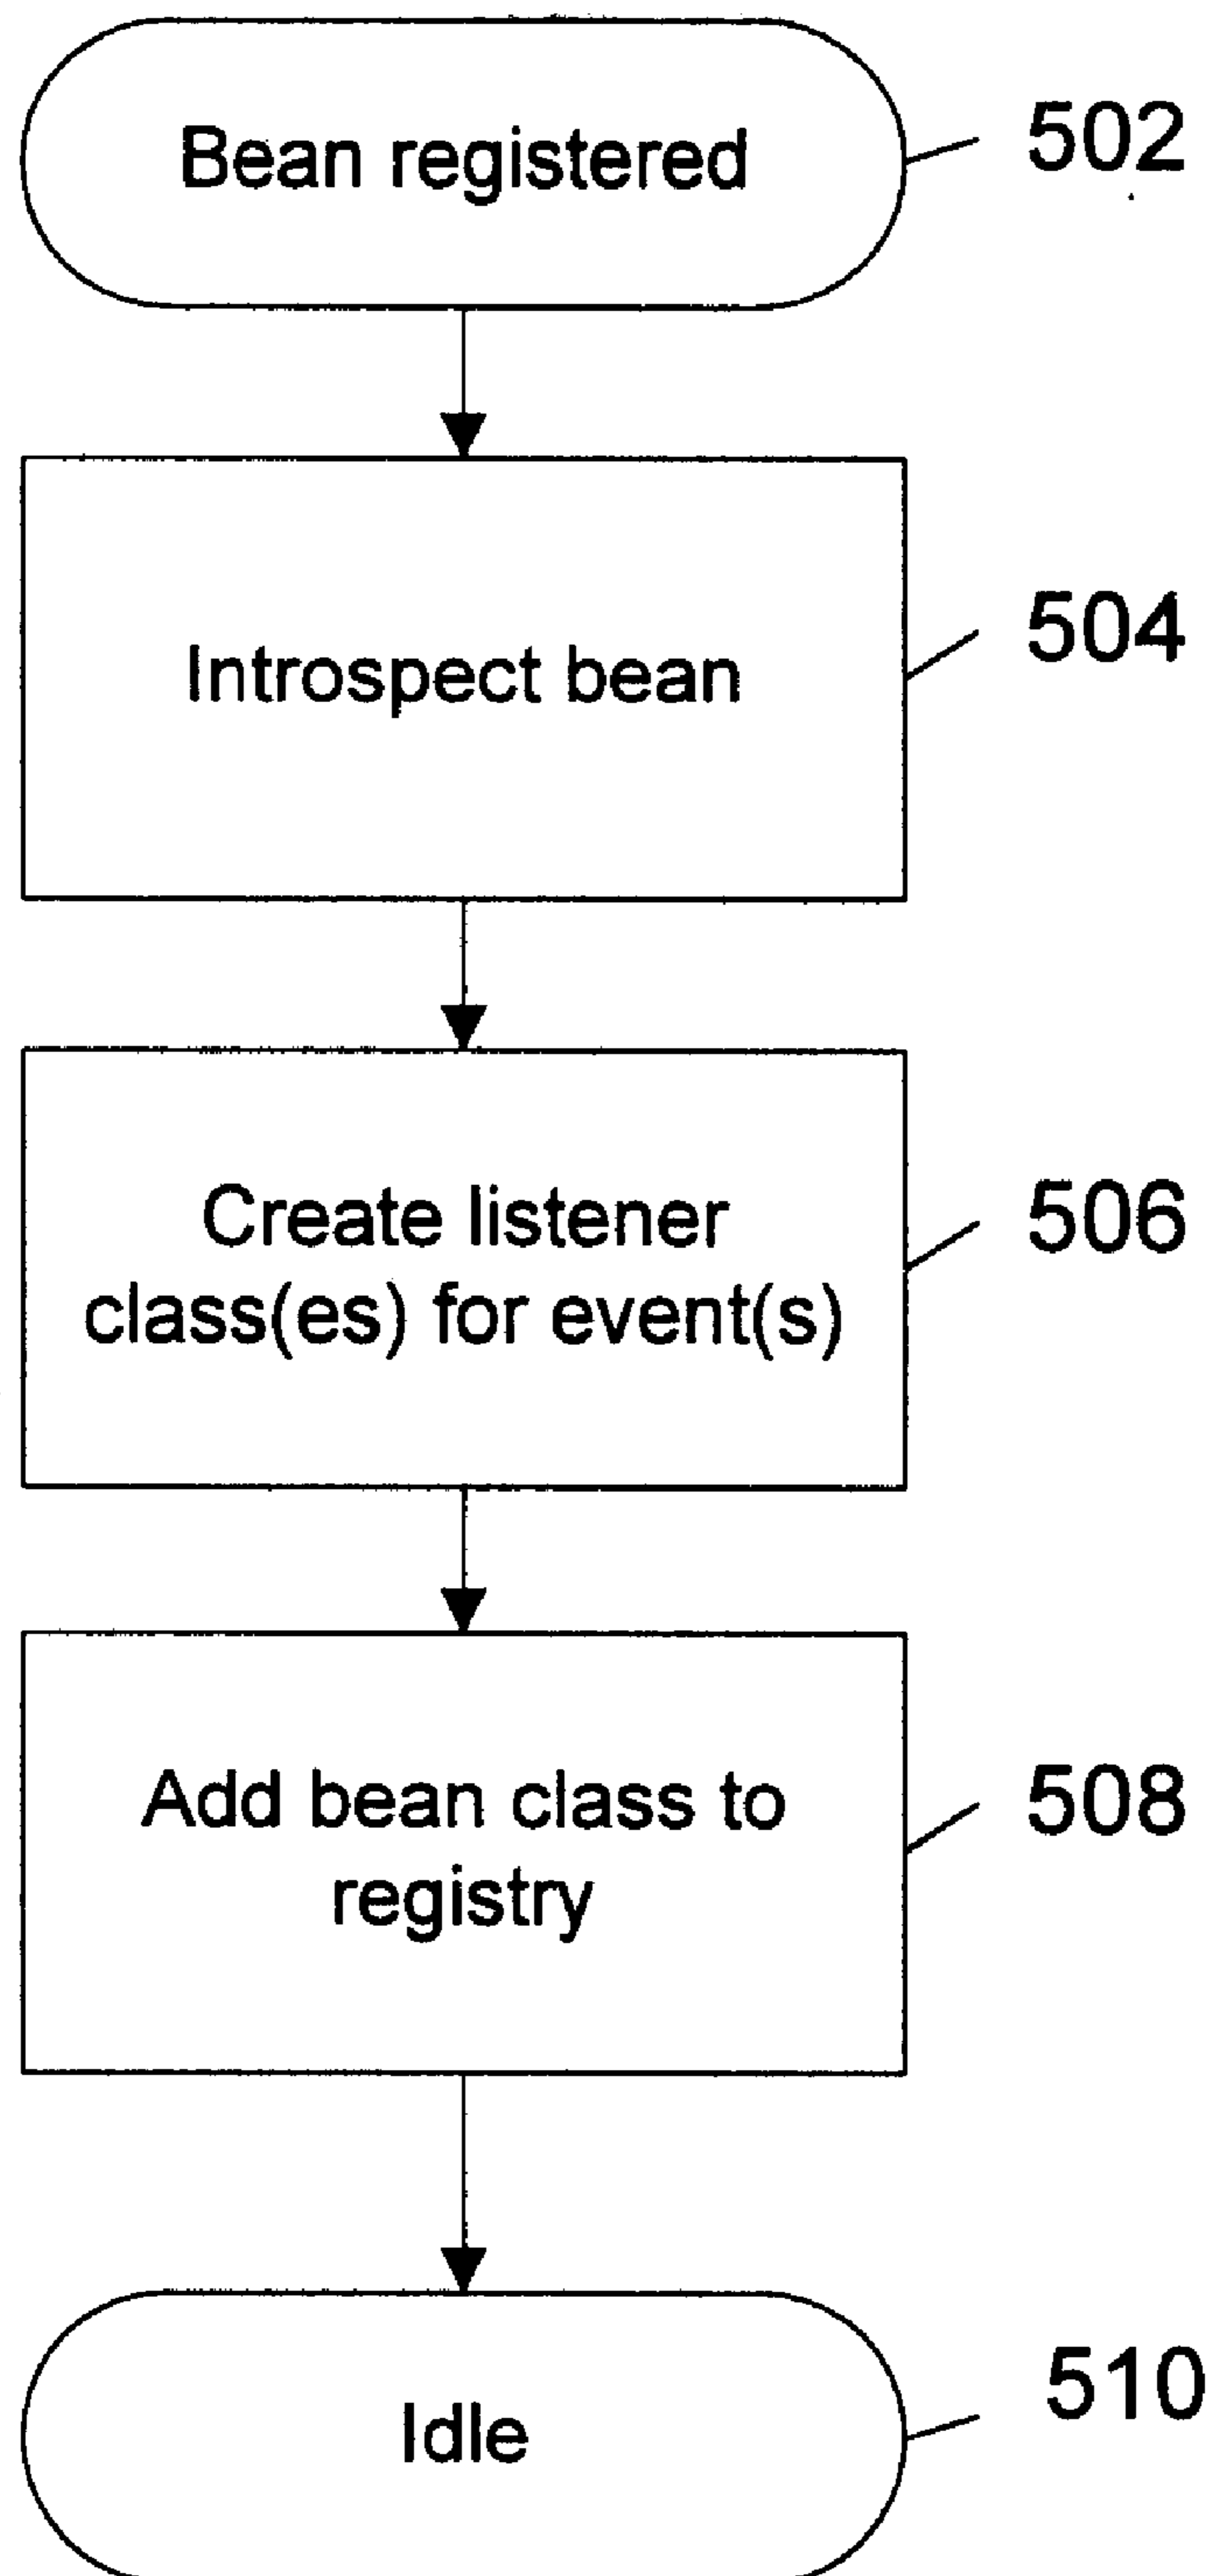 Bean registered
502
Introspect bean
504
Create listener
class(es) for event(s)
506
Add bean class to
registry
508
Idle
510